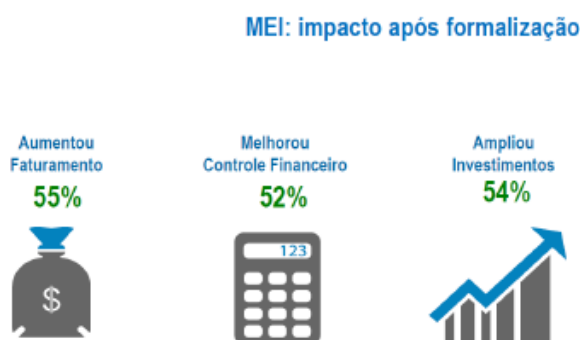 MEI: impacto após formalização
Aumentou
Faturamento
55%
Melhorou
Controle Financeiro
52%
Ampliou
Investimentos
54%
$
123